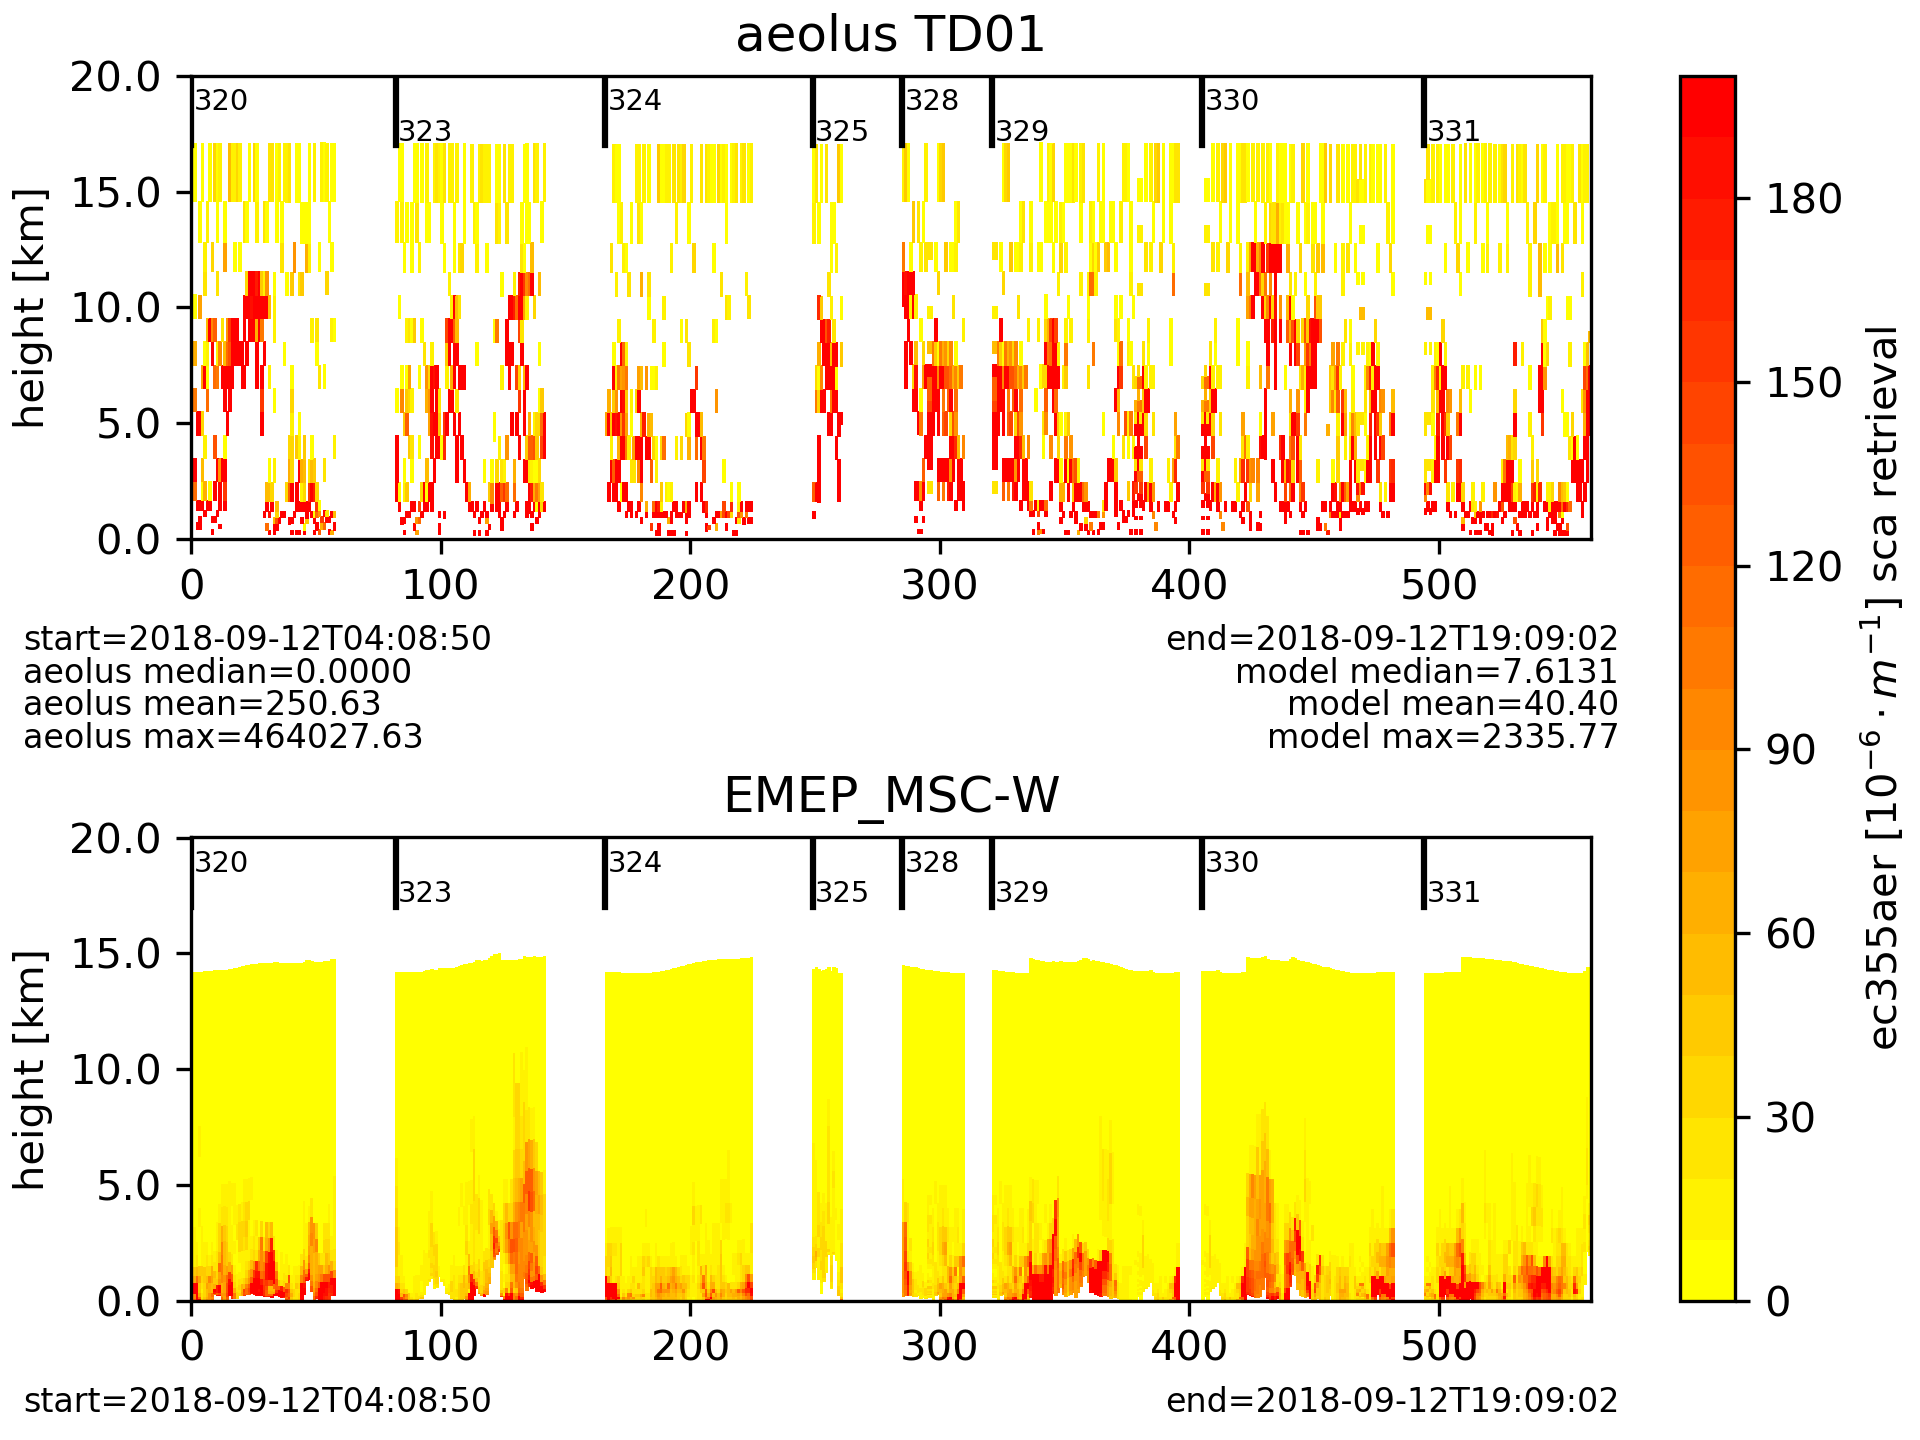 aeolus TD01
20.0
15.0
10.0
5.0
0.0
height [km]
320
323
324
325
328
329
330
331
0 100 200 300 400 500
start=2018-09-12T04:08:50
aeolus median=0.0000
aeolus mean=250.63
aeolus max=464027.63
end=2018-09-12T19:09:02
model median=7.6131
model mean=40.40
model max=2335.77
EMEP_MSC-W
20.0
15.0
10.0
5.0
0.0
height [km]
320
323
324
325
328
329
330
331
0 100 200 300 400 500
start=2018-09-12T04:08:50
end=2018-09-12T19:09:02
180
150
120
90
60
30
0
ec355aer [10⁻⁶ · m⁻¹] sca retrieval